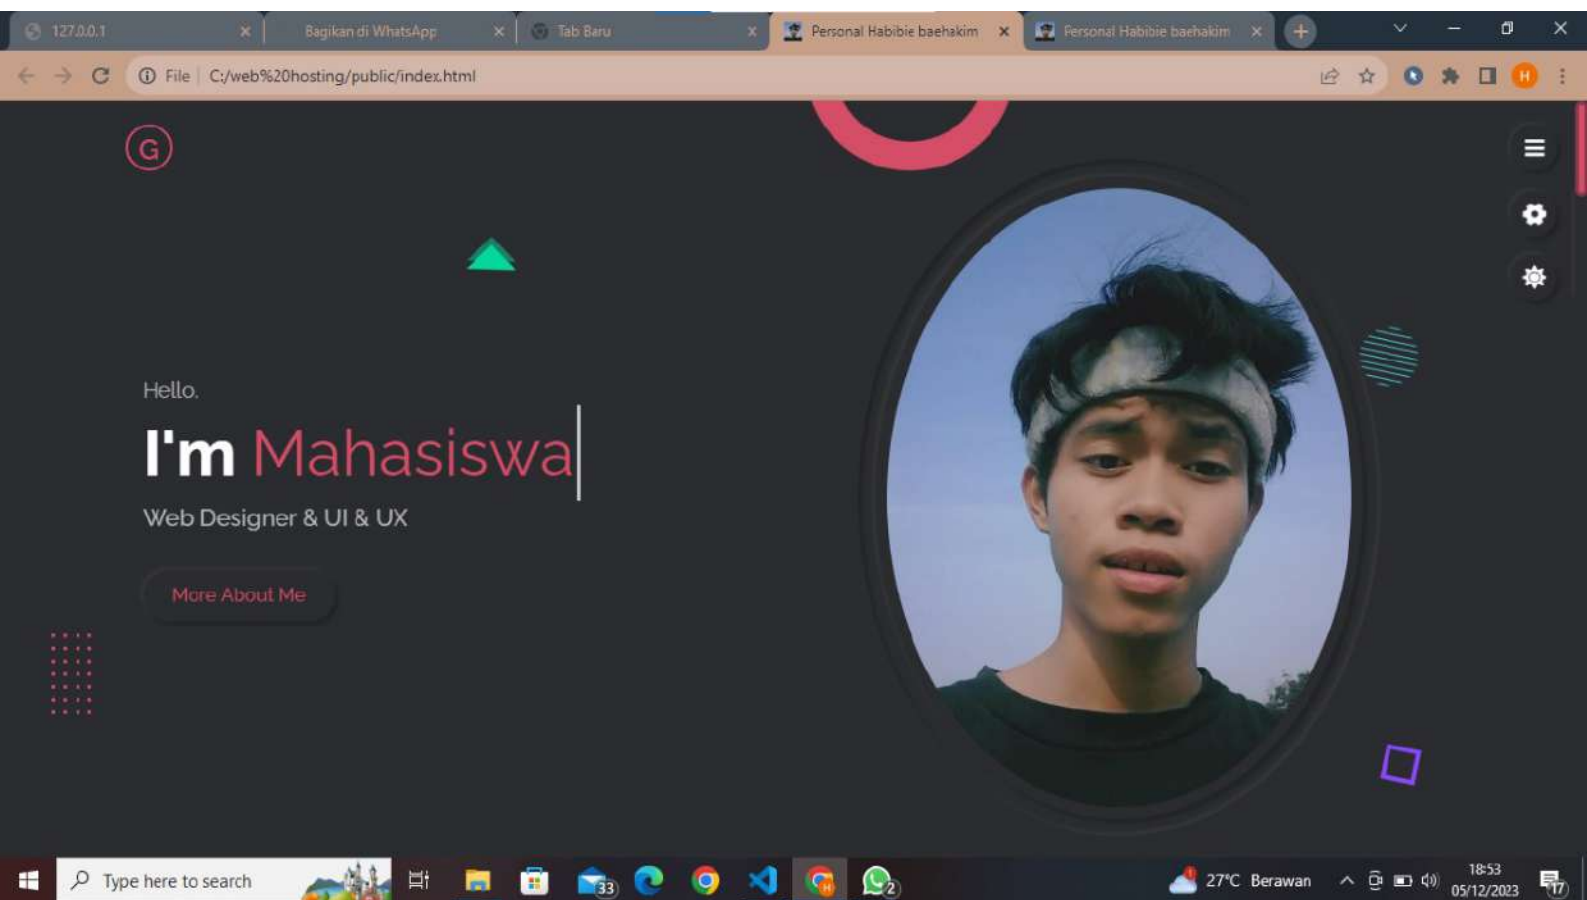 127.0.0.1
Bagikan di WhatsApp
Tab Baru
Personal Habibie baehakim
Personal Habibie baehakim
File C:/web%20hosting/public/index.html
H
G
Hello,
I'm Mahasiswa
Web Designer & UI & UX
More About Me
Type here to search
33
H
2
27°C Berawan
18:53
05/12/2023
17